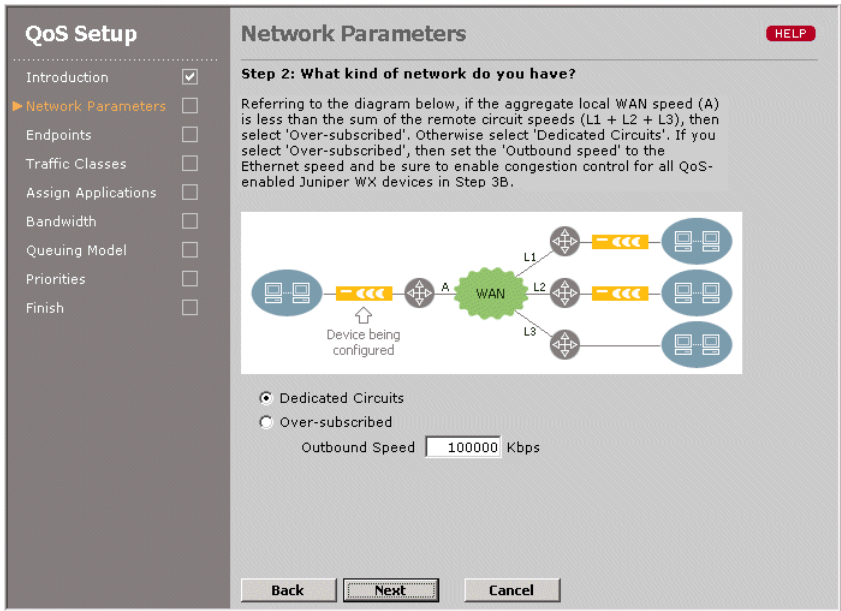 QoS Setup
Introduction
Network Parameters
Endpoints
Traffic Classes
Assign Applications
Bandwidth
Queuing Model
Priorities
Finish
Network Parameters
HELP
Step 2: What kind of network do you have?
Referring to the diagram below, if the aggregate local WAN speed (A)
is less than the sum of the remote circuit speeds (L1 + L2 + L3), then
select 'Over-subscribed'. Otherwise select 'Dedicated Circuits'. If you
select 'Over-subscribed', then set the 'Outbound speed' to the
Ethernet speed and be sure to enable congestion control for all QoS-
enabled Juniper WX devices in Step 3B.
L1
A
WAN
L2
L3
Device being
configured
Dedicated Circuits
Over-subscribed
Outbound Speed 100000 Kbps
Back Next Cancel